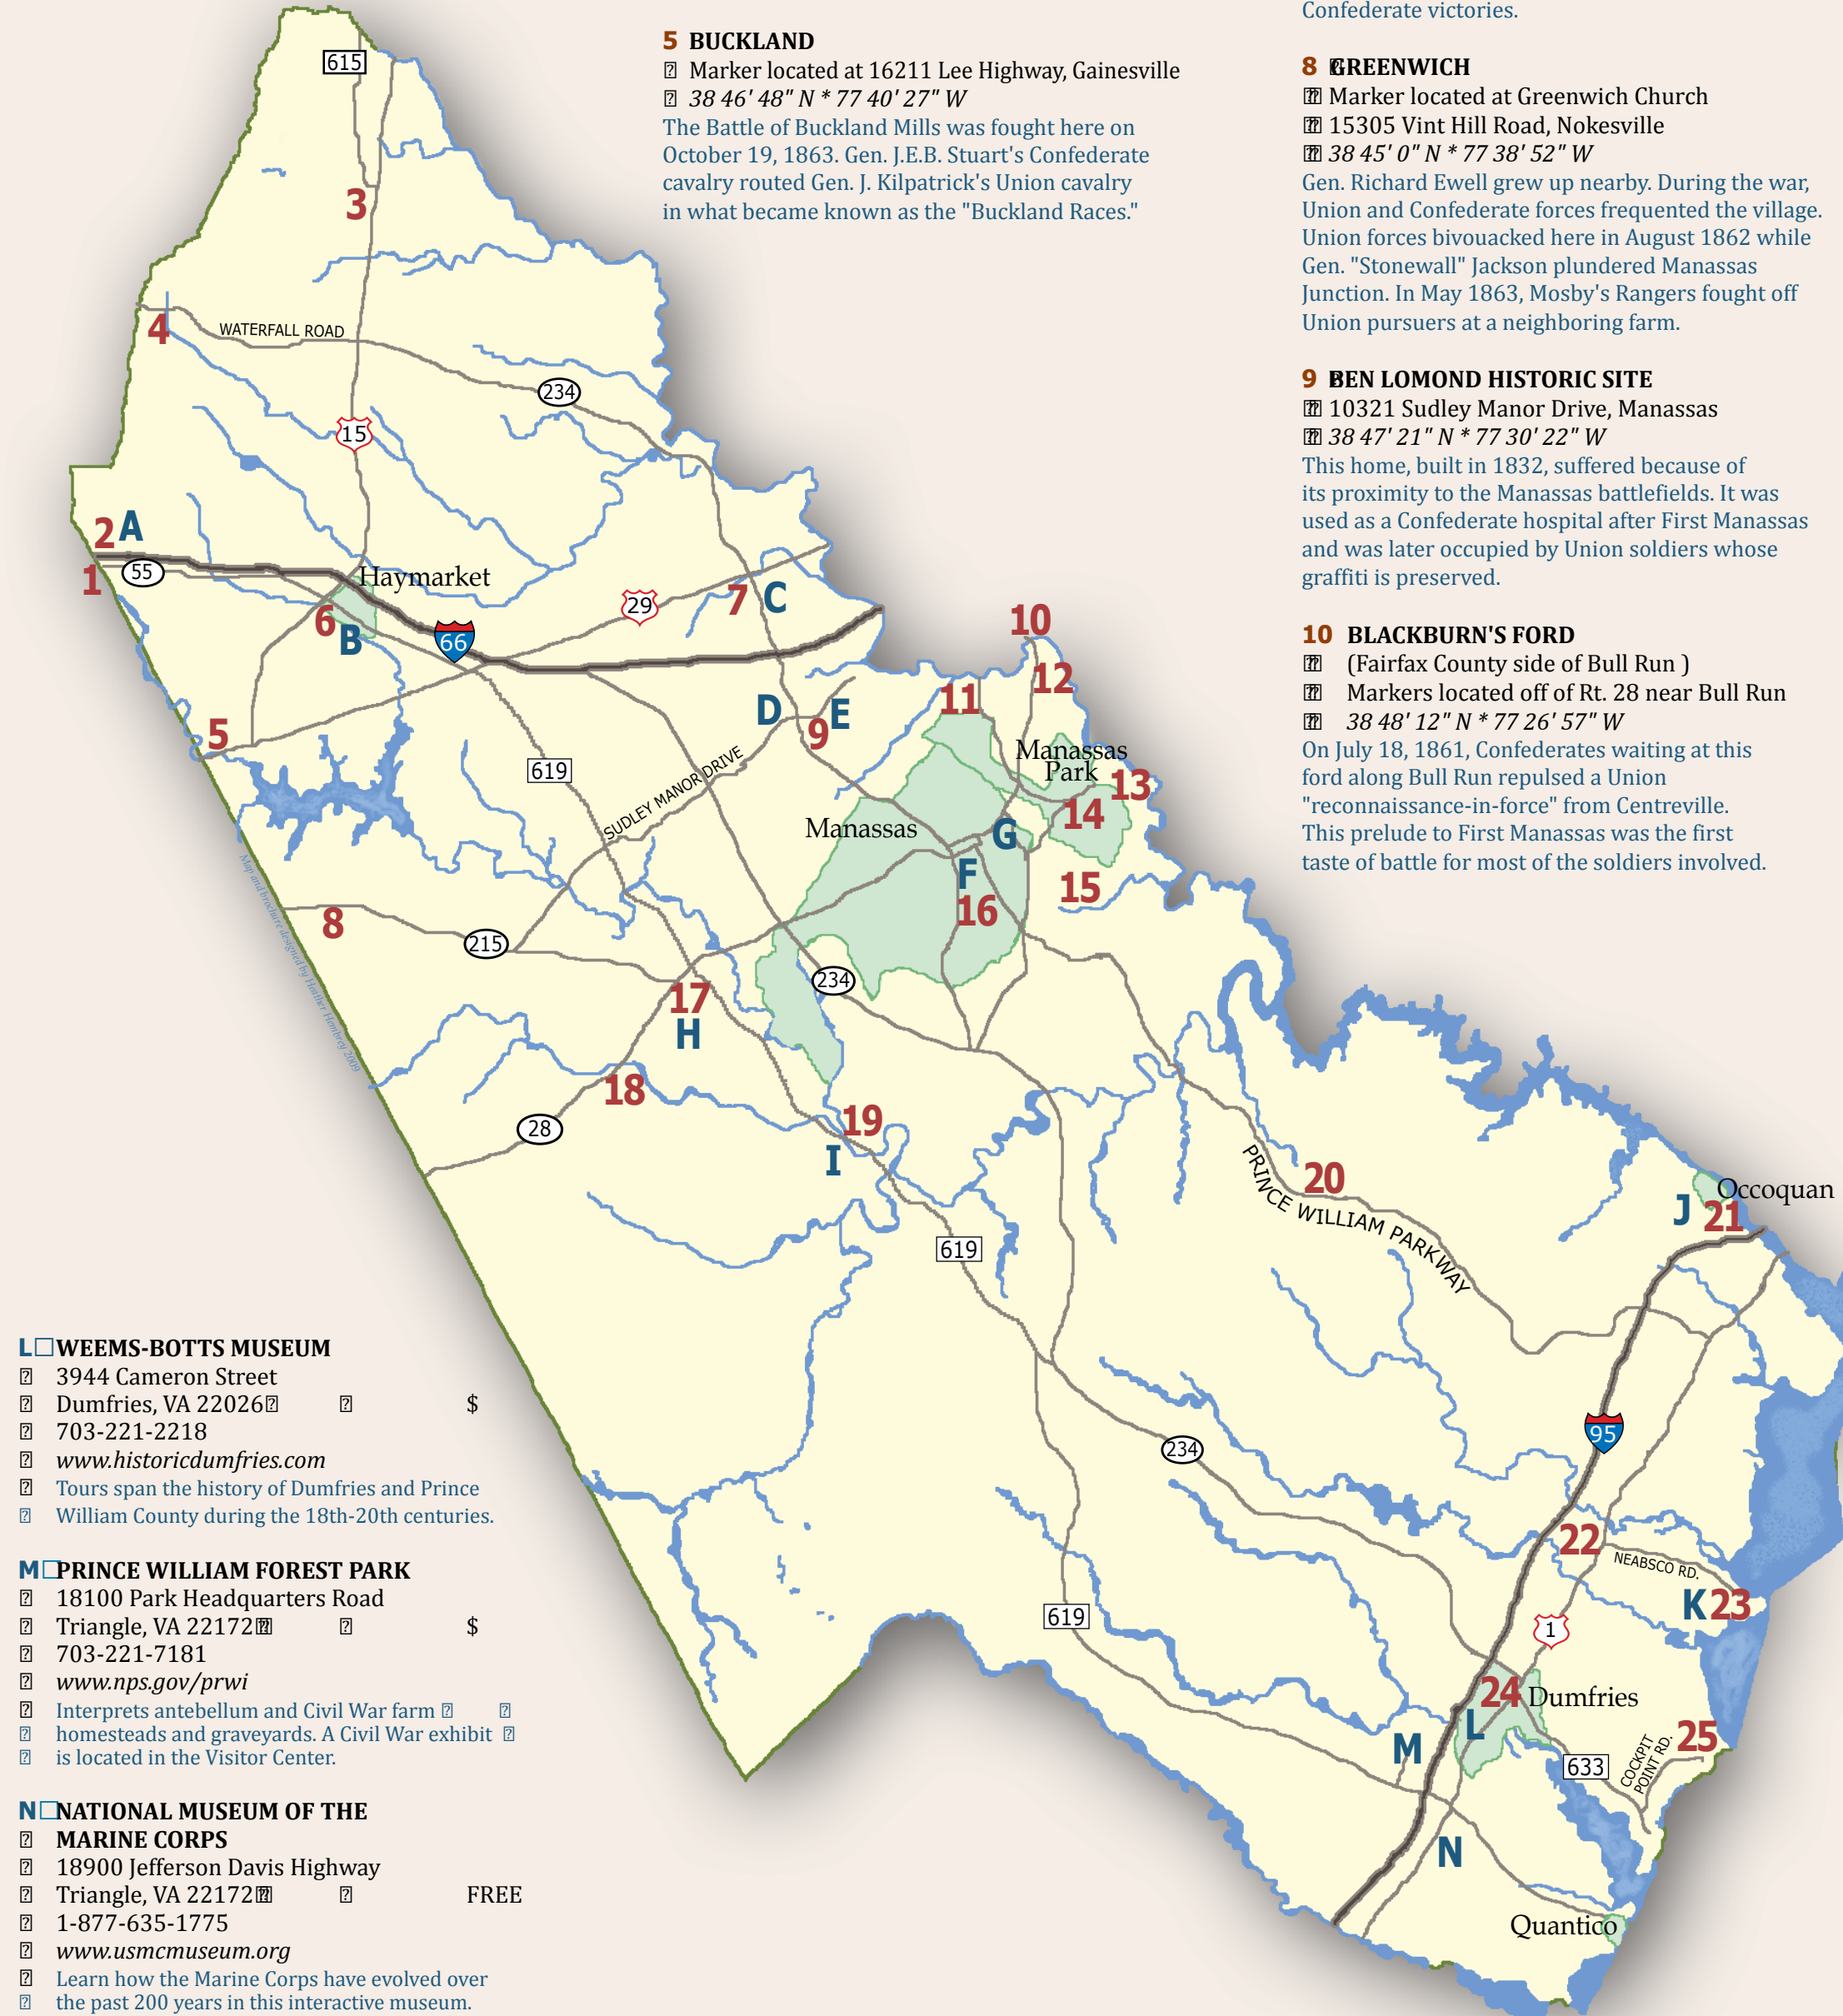 Confederate victories.
5 BUCKLAND
Marker located at 16211 Lee Highway, Gainesville
38 46' 48" N * 77 40' 27" W
The Battle of Buckland Mills was fought here on
October 19, 1863. Gen. J.E.B. Stuart's Confederate
cavalry routed Gen. J. Kilpatrick's Union cavalry
in what became known as the "Buckland Races."
8 GREENWICH
Marker located at Greenwich Church
15305 Vint Hill Road, Nokesville
38 45' 0" N * 77 38' 52" W
Gen. Richard Ewell grew up nearby. During the war,
Union and Confederate forces frequented the village.
Union forces bivouacked here in August 1862 while
Gen. "Stonewall" Jackson plundered Manassas
Junction. In May 1863, Mosby's Rangers fought off
Union pursuers at a neighboring farm.
9 BEN LOMOND HISTORIC SITE
10321 Sudley Manor Drive, Manassas
38 47' 21" N * 77 30' 22" W
This home, built in 1832, suffered because of
its proximity to the Manassas battlefields. It was
used as a Confederate hospital after First Manassas
and was later occupied by Union soldiers whose
graffiti is preserved.
10 BLACKBURN'S FORD
(Fairfax County side of Bull Run )
Markers located off of Rt. 28 near Bull Run
38 48' 12" N * 77 26' 57" W
On July 18, 1861, Confederates waiting at this
ford along Bull Run repulsed a Union
"reconnaissance-in-force" from Centreville.
This prelude to First Manassas was the first
taste of battle for most of the soldiers involved.
615
3
4
WATERFALL ROAD
234
15
2 A
1
55
Haymarket
6
B
66
29
7 C
10
12
11
D
E
9
5
Manassas
Park
13
14
619
SUDLEY MANOR DRIVE
Manassas
G
F
16
15
8
215
234
17
H
18
28
19
I
Map and brochure designed by Heather Hembrey 2009
20
PRINCE WILLIAM PARKWAY
Occoquan
J 21
619
95
234
22
NEABSCO RD.
K 23
619
1
24
Dumfries
L
M
25
633
COCKPIT
POINT RD.
N
Quantico
L WEEMS-BOTTS MUSEUM
3944 Cameron Street
Dumfries, VA 22026 $
703-221-2218
www.historicdumfries.com
Tours span the history of Dumfries and Prince
William County during the 18th-20th centuries.
M PRINCE WILLIAM FOREST PARK
18100 Park Headquarters Road
Triangle, VA 22172 $
703-221-7181
www.nps.gov/prwi
Interprets antebellum and Civil War farm
homesteads and graveyards. A Civil War exhibit
is located in the Visitor Center.
N NATIONAL MUSEUM OF THE
MARINE CORPS
18900 Jefferson Davis Highway
Triangle, VA 22172 FREE
1-877-635-1775
www.usmcmuseum.org
Learn how the Marine Corps have evolved over
the past 200 years in this interactive museum.